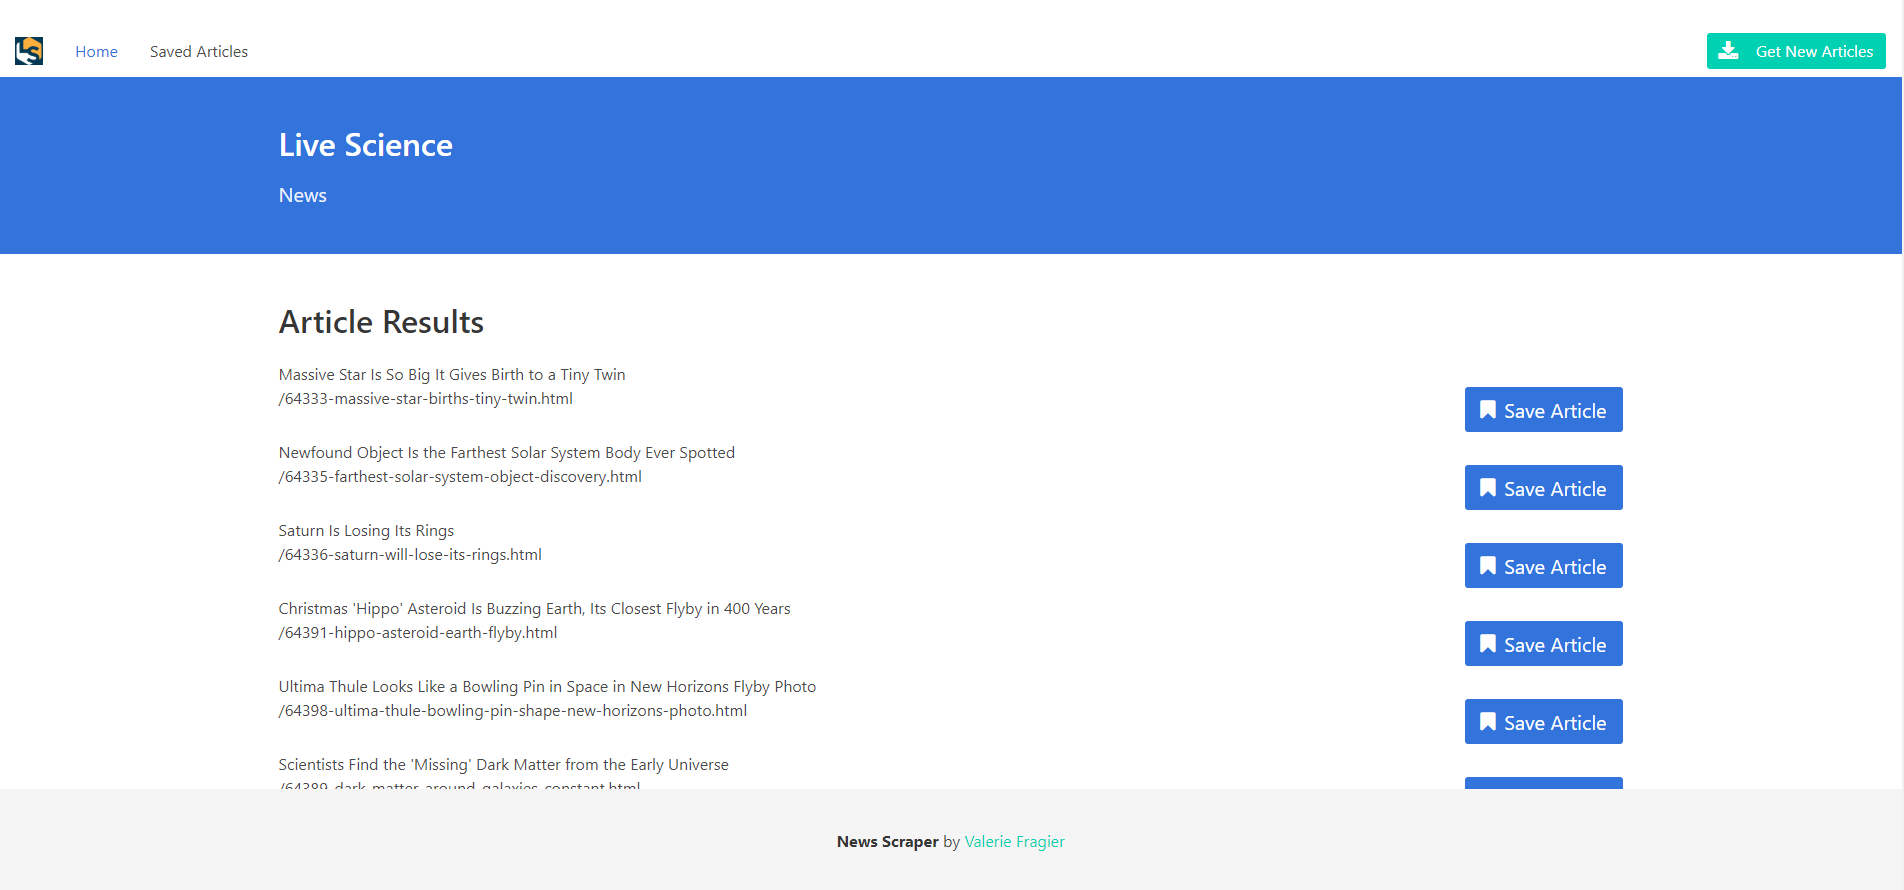 LS
Home
Saved Articles
Get New Articles
Live Science
News
Article Results
Massive Star Is So Big It Gives Birth to a Tiny Twin
/64333-massive-star-births-tiny-twin.html
Save Article
Newfound Object Is the Farthest Solar System Body Ever Spotted
/64335-farthest-solar-system-object-discovery.html
Save Article
Saturn Is Losing Its Rings
/64336-saturn-will-lose-its-rings.html
Save Article
Christmas 'Hippo' Asteroid Is Buzzing Earth, Its Closest Flyby in 400 Years
/64391-hippo-asteroid-earth-flyby.html
Save Article
Ultima Thule Looks Like a Bowling Pin in Space in New Horizons Flyby Photo
/64398-ultima-thule-bowling-pin-shape-new-horizons-photo.html
Save Article
Scientists Find the 'Missing' Dark Matter from the Early Universe
/64389-dark-matter-around-galaxies-constant.html
News Scraper by Valerie Fragier